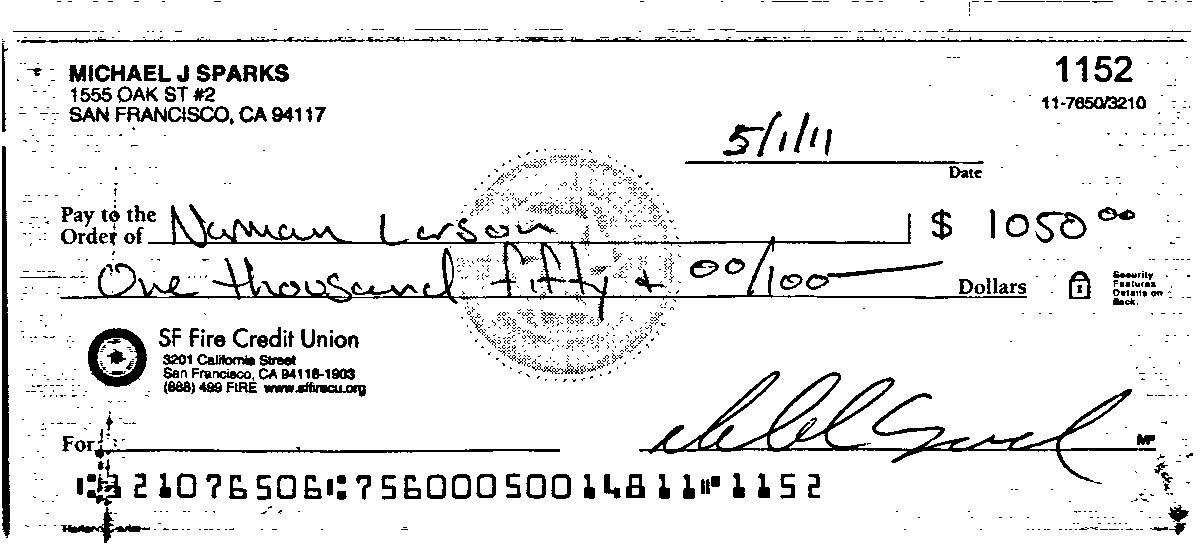 MICHAEL J SPARKS
1555 OAK ST #2
SAN FRANCISCO, CA 94117
1152
11-7650/3210
5/1/11
Date
Pay to the
Order of Naman Larson $ 1050 00
One thousand fifty + 00/100 Dollars
Security
Features
Details on
Back.
SF Fire Credit Union
3201 California Street
San Francisco, CA 94118-1903
(888) 499 FIRE www.sffirecu.org
For
MP
⑆321076506⑆75600050014811⑈1152